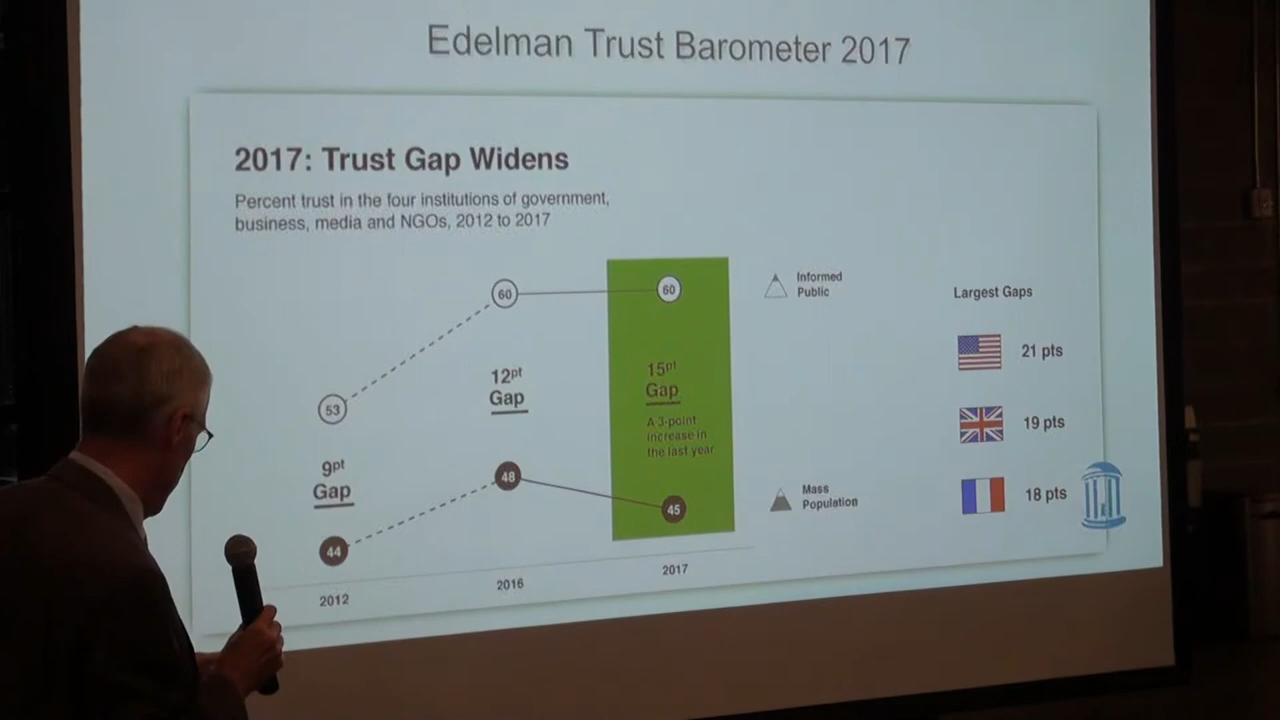 Edelman Trust Barometer 2017
2017: Trust Gap Widens
Percent trust in the four institutions of government,
business, media and NGOs, 2012 to 2017
60
60
Informed
Public
53
12pt
Gap
15pt
Gap
A 3-point
increase in
the last year
9pt
Gap
48
45
44
Mass
Population
2012
2016
2017
Largest Gaps
21 pts
19 pts
18 pts